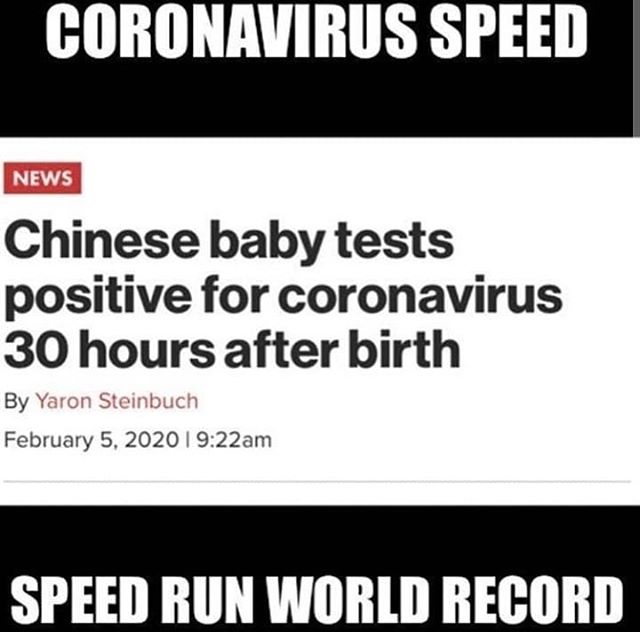 CORONAVIRUS SPEED
NEWS
Chinese baby tests
positive for coronavirus
30 hours after birth
By Yaron Steinbuch
February 5, 2020 | 9:22am
SPEED RUN WORLD RECORD